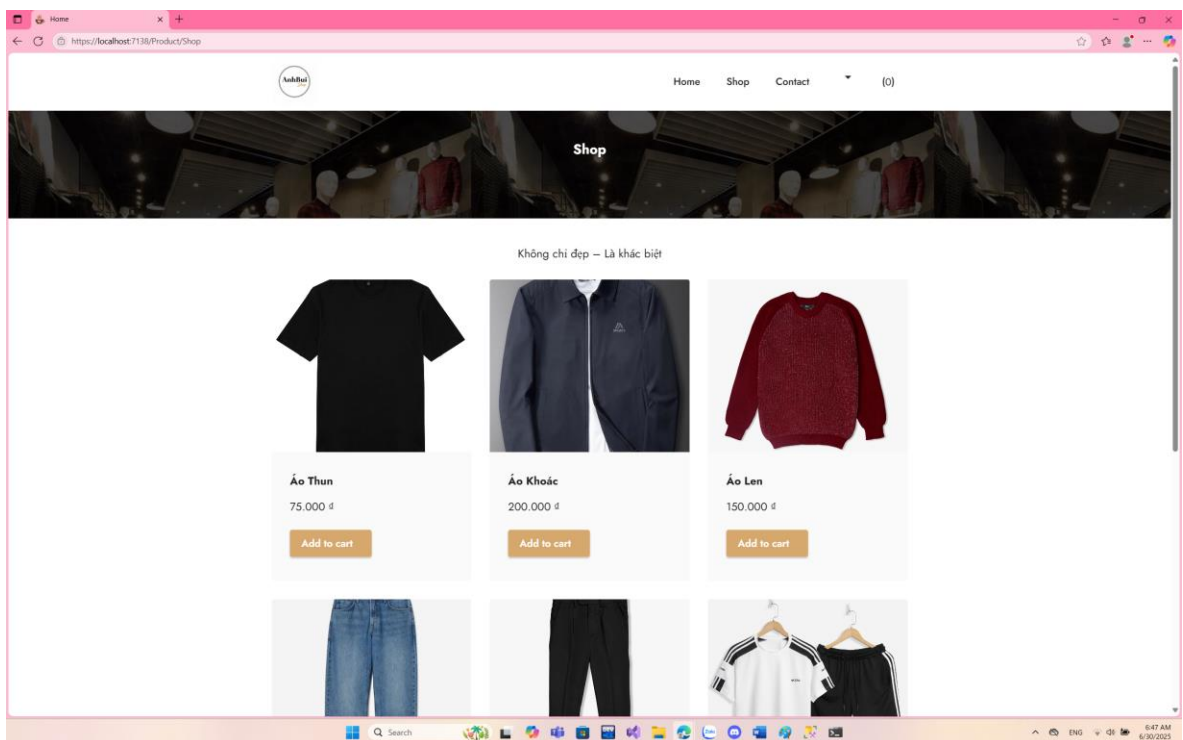 Home
https://localhost:7138/Product/Shop
AnhBui
Home Shop Contact (0)
Shop
Không chỉ đẹp – Là khác biệt
Áo Thun
75.000 ₫
Add to cart
Áo Khoác
200.000 ₫
Add to cart
Áo Len
150.000 ₫
Add to cart
Search
ENG
6:47 AM
6/30/2025